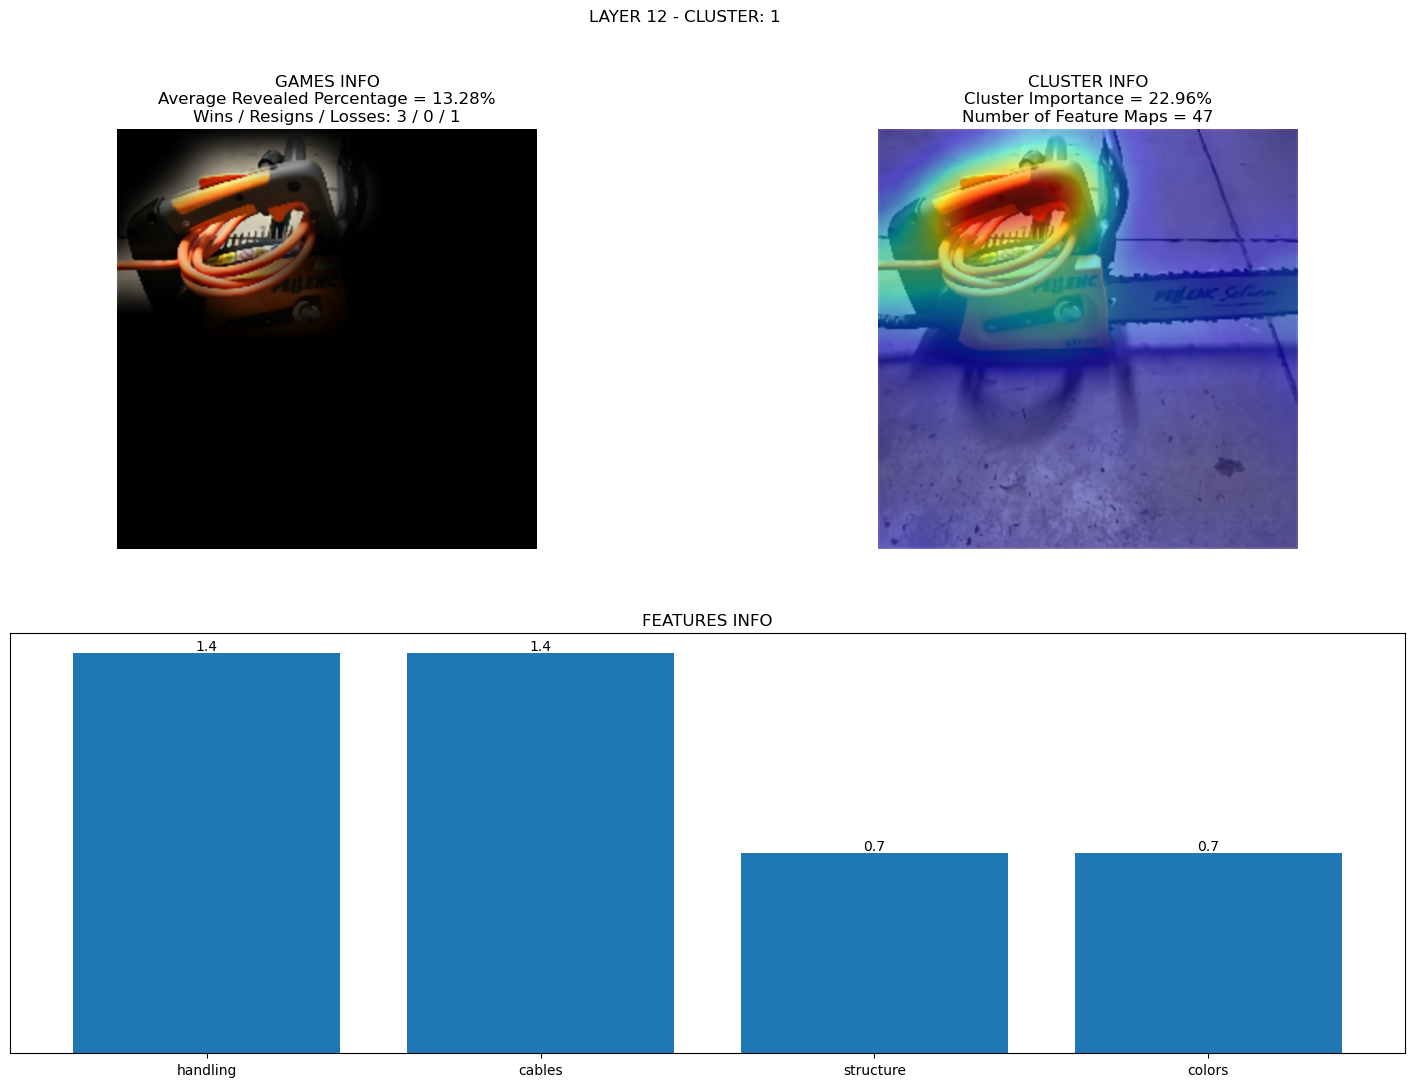 LAYER 12 - CLUSTER: 1
GAMES INFO
Average Revealed Percentage = 13.28%
Wins / Resigns / Losses: 3 / 0 / 1
CLUSTER INFO
Cluster Importance = 22.96%
Number of Feature Maps = 47
PELLENC
PELLENC
PELLENC Selion
FEATURES INFO
1.4
1.4
0.7
0.7
handling
cables
structure
colors